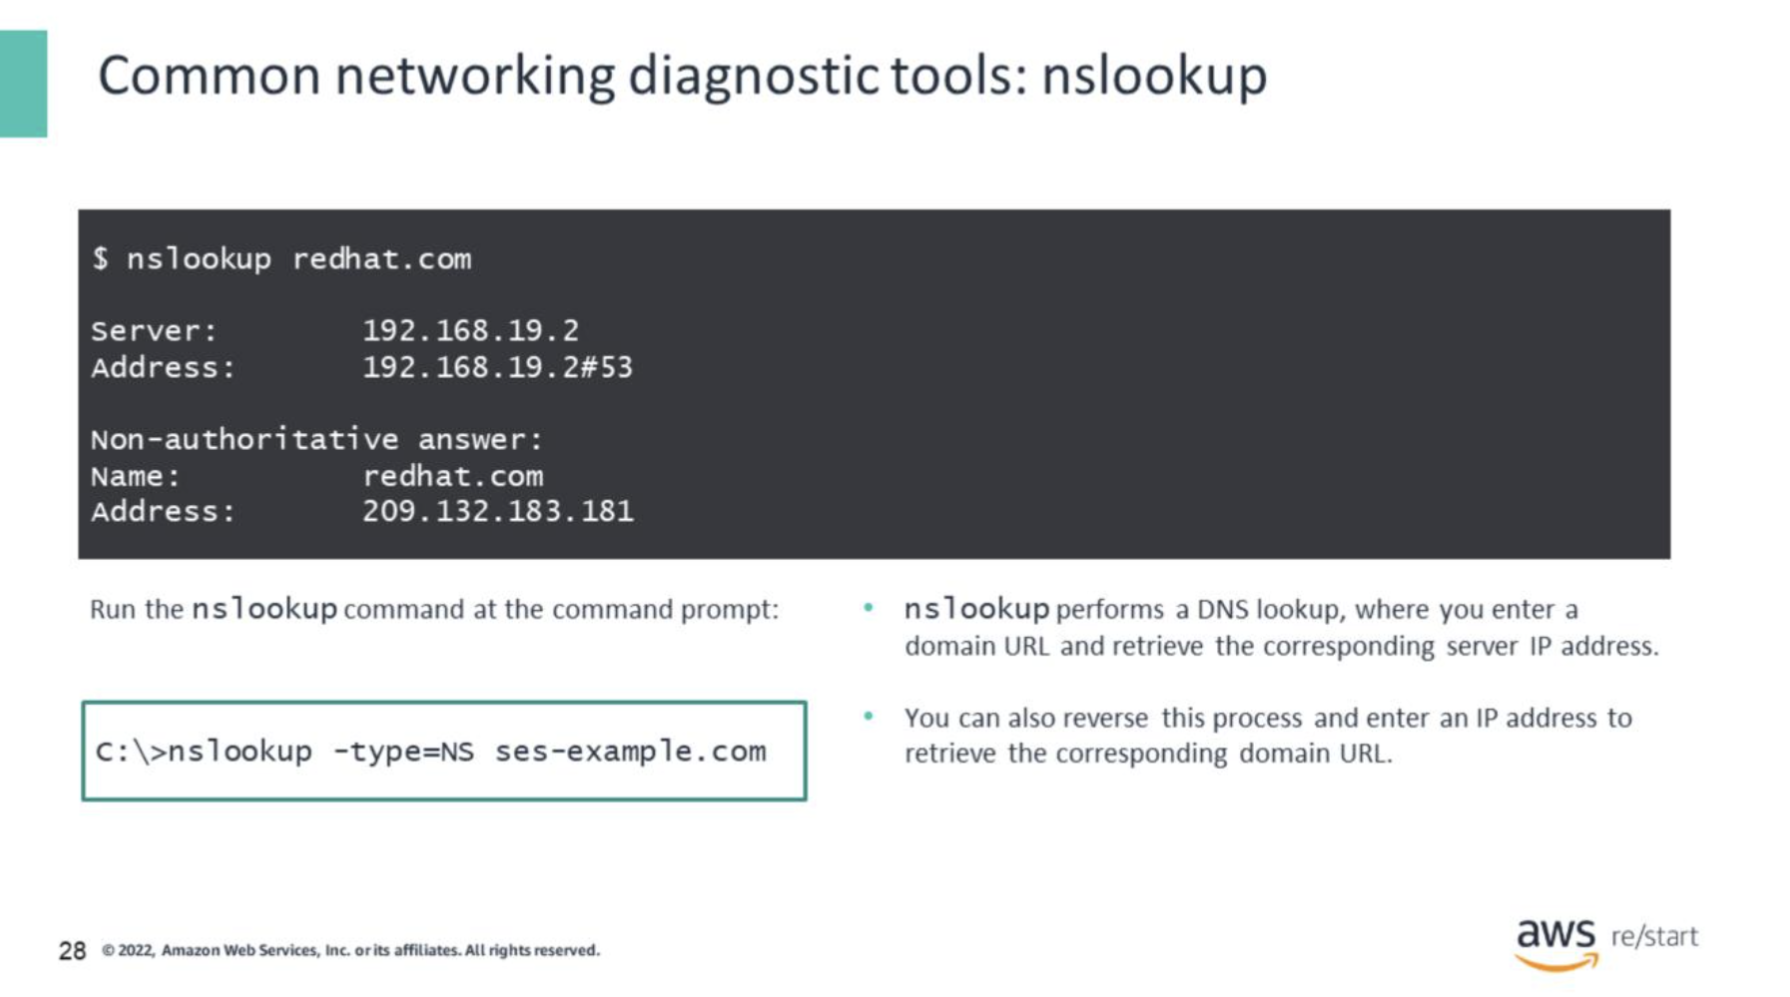 Common networking diagnostic tools: nslookup
$ nslookup redhat.com
Server: 192.168.19.2
Address: 192.168.19.2#53
Non-authoritative answer:
Name: redhat.com
Address: 209.132.183.181
Run the nslookup command at the command prompt:
C:\>nslookup -type=NS ses-example.com
• nslookup performs a DNS lookup, where you enter a
domain URL and retrieve the corresponding server IP address.
• You can also reverse this process and enter an IP address to
retrieve the corresponding domain URL.
28 © 2022, Amazon Web Services, Inc. or its affiliates. All rights reserved.
aws re/start